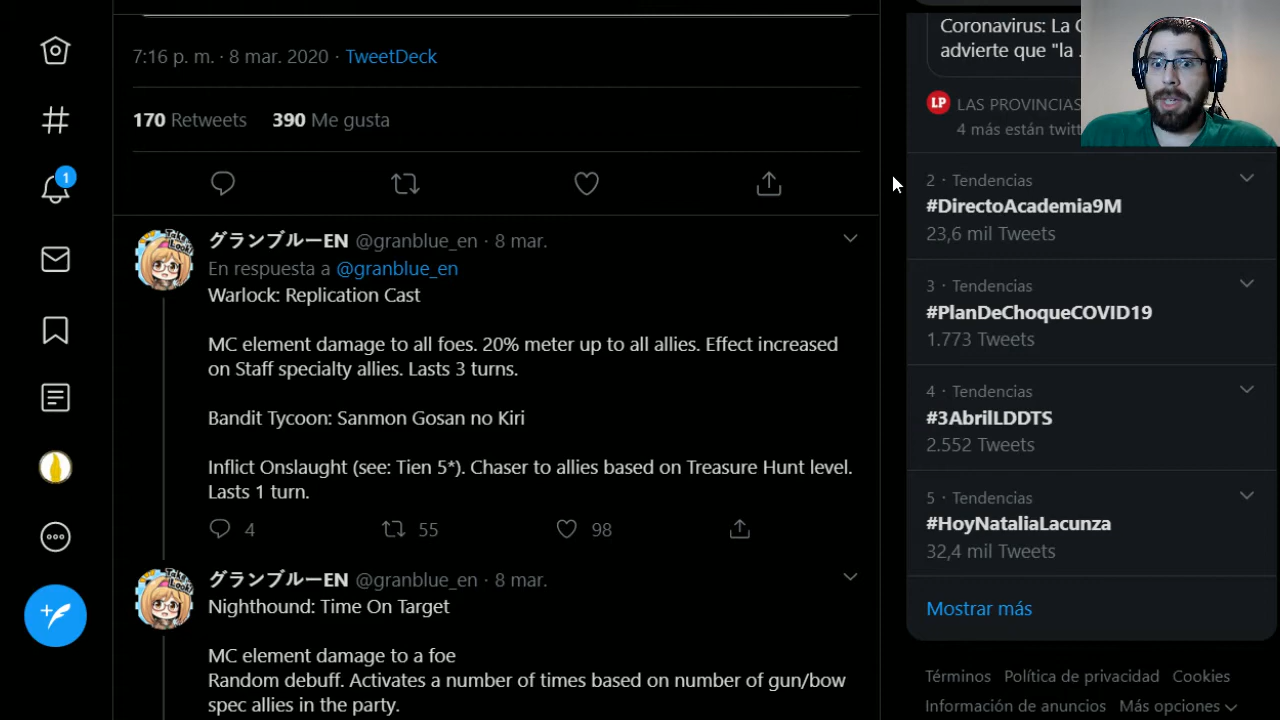 7:16 p. m. · 8 mar. 2020 · TweetDeck
170 Retweets 390 Me gusta
グランブルーEN @granblue_en · 8 mar.
En respuesta a @granblue_en
Warlock: Replication Cast
MC element damage to all foes. 20% meter up to all allies. Effect increased
on Staff specialty allies. Lasts 3 turns.
Bandit Tycoon: Sanmon Gosan no Kiri
Inflict Onslaught (see: Tien 5*). Chaser to allies based on Treasure Hunt level.
Lasts 1 turn.
4 55 98
グランブルーEN @granblue_en · 8 mar.
Nighthound: Time On Target
MC element damage to a foe
Random debuff. Activates a number of times based on number of gun/bow
spec allies in the party.
1
Coronavirus: La
advierte que "la
LP LAS PROVINCIAS
4 más están twitt
2 · Tendencias
#DirectoAcademia9M
23,6 mil Tweets
3 · Tendencias
#PlanDeChoqueCOVID19
1.773 Tweets
4 · Tendencias
#3AbrilLDDTS
2.552 Tweets
5 · Tendencias
#HoyNataliaLacunza
32,4 mil Tweets
Mostrar más
Términos Política de privacidad Cookies
Información de anuncios Más opciones